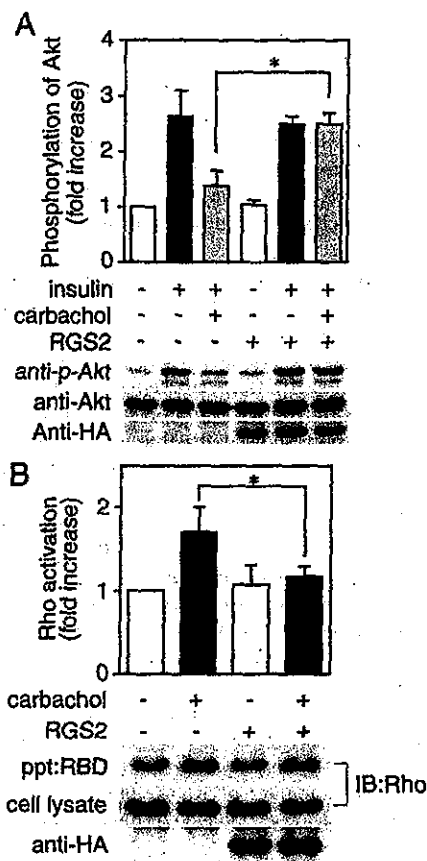 A
Phosphorylation of Akt
(fold increase)
4
3
2
1
0
*
insulin - + + - + +
carbachol - - + - - +
RGS2 - - - + + +
anti-p-Akt
anti-Akt
Anti-HA
B
Rho activation
(fold increase)
2
1
0
*
carbachol - + - +
RGS2 - - + +
ppt:RBD
IB:Rho
cell lysate
anti-HA